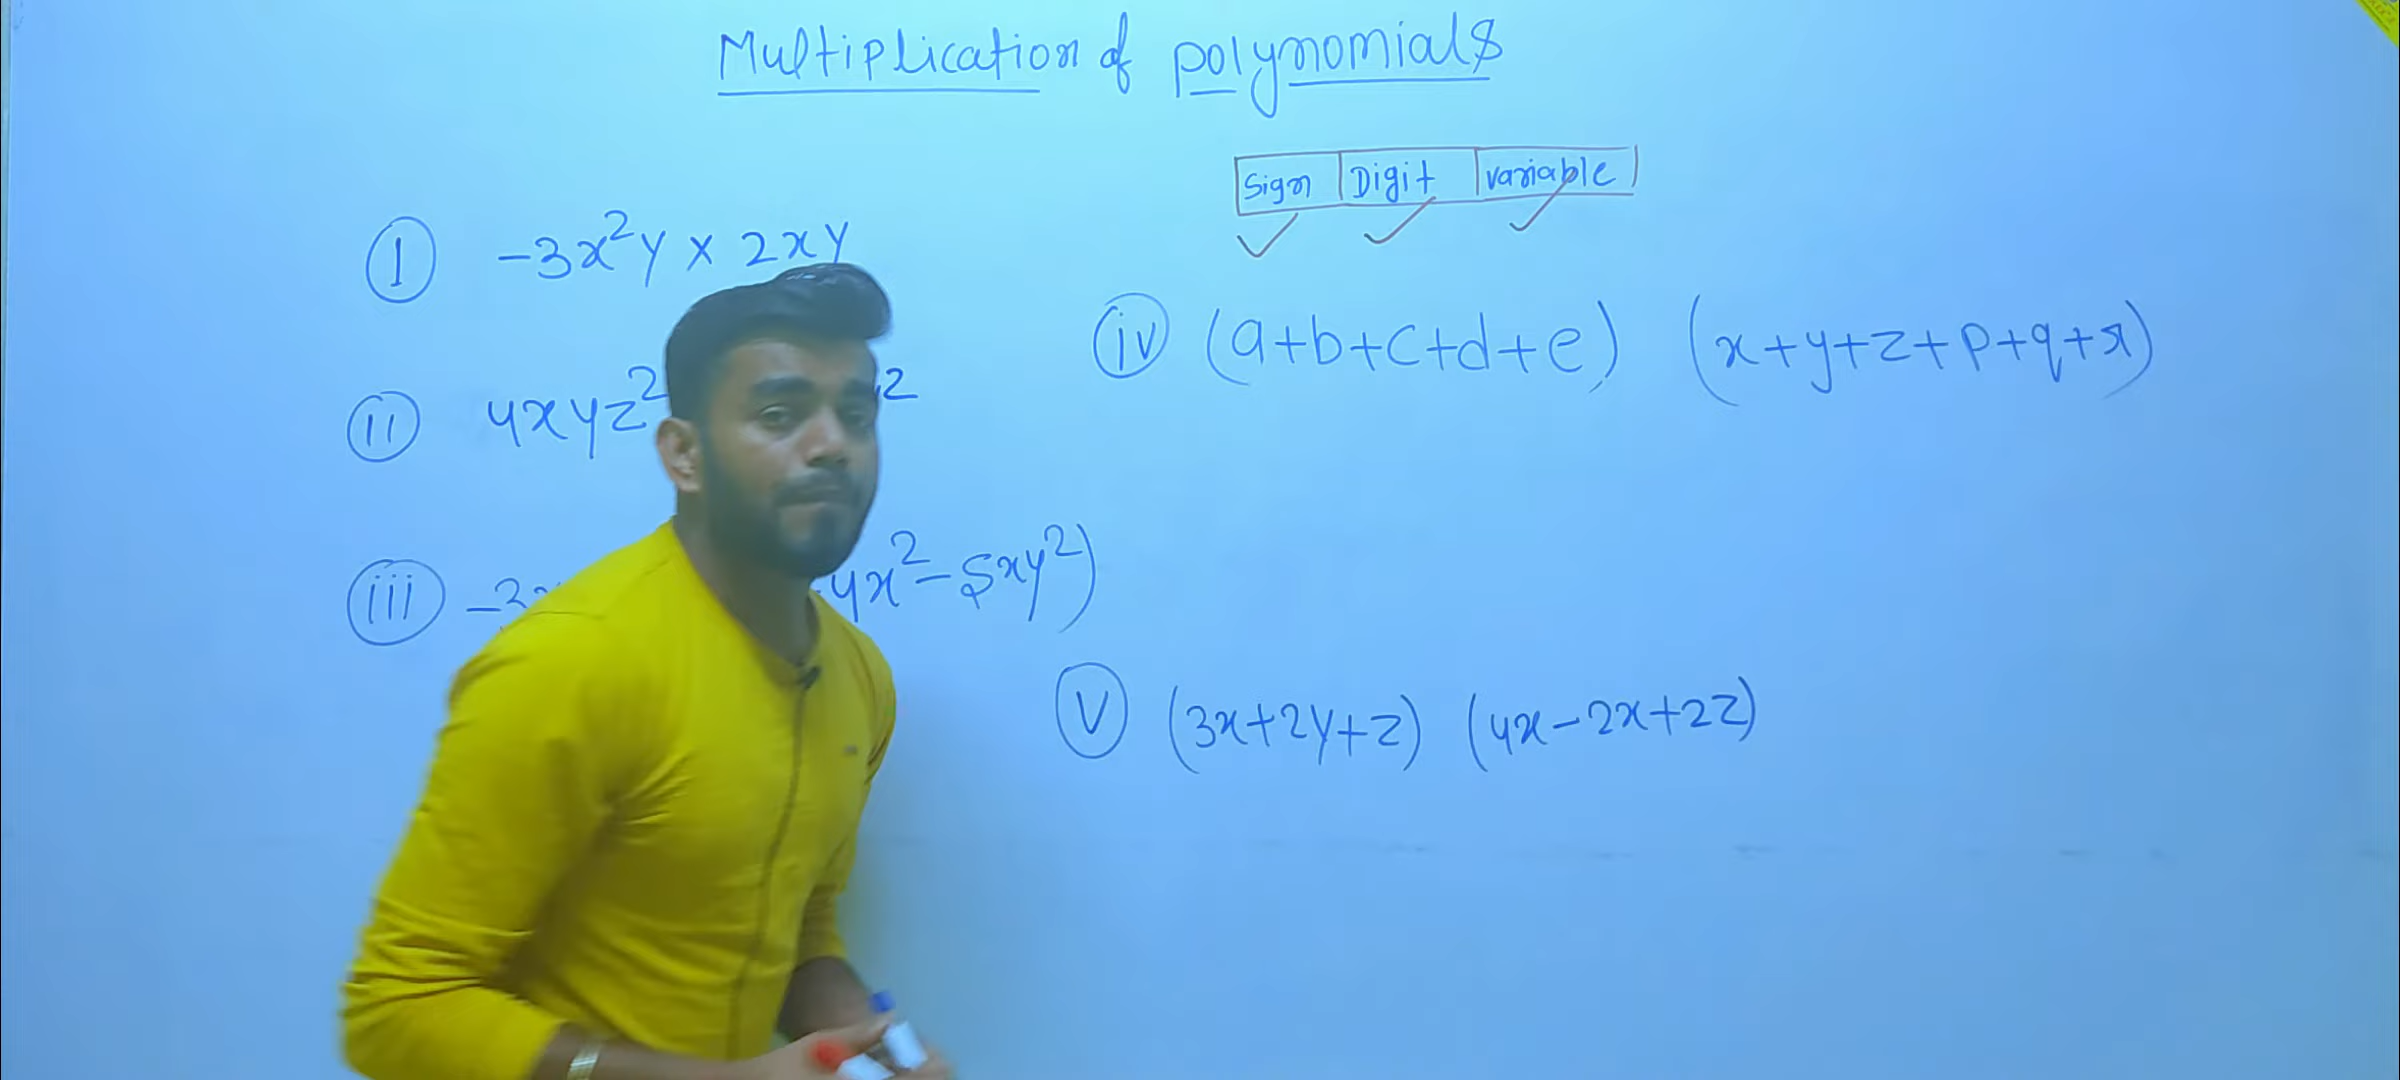 Multiplication of polynomials
Sign | Digit | variable
(I) -3x²y × 2xy
(ii) 4xyz² 2
(iii) -3x 4x² - 5xy²)
(iv) (a+b+c+d+e) (x+y+z+p+q+r)
(V) (3x+2y+z) (4x-2x+2z)